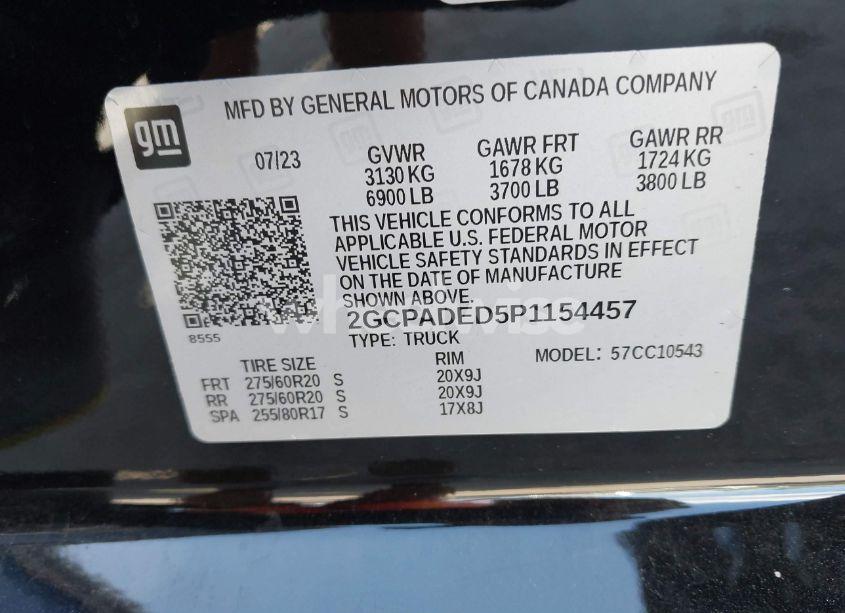 MFD BY GENERAL MOTORS OF CANADA COMPANY
gm
07/23 GVWR GAWR FRT GAWR RR
3130 KG 1678 KG 1724 KG
6900 LB 3700 LB 3800 LB
THIS VEHICLE CONFORMS TO ALL
APPLICABLE U.S. FEDERAL MOTOR
VEHICLE SAFETY STANDARDS IN EFFECT
ON THE DATE OF MANUFACTURE
SHOWN ABOVE.
2GCPADED5P1154457
8555
TYPE: TRUCK MODEL: 57CC10543
TIRE SIZE RIM
FRT 275/60R20 S 20X9J
RR 275/60R20 S 20X9J
SPA 255/80R17 S 17X8J